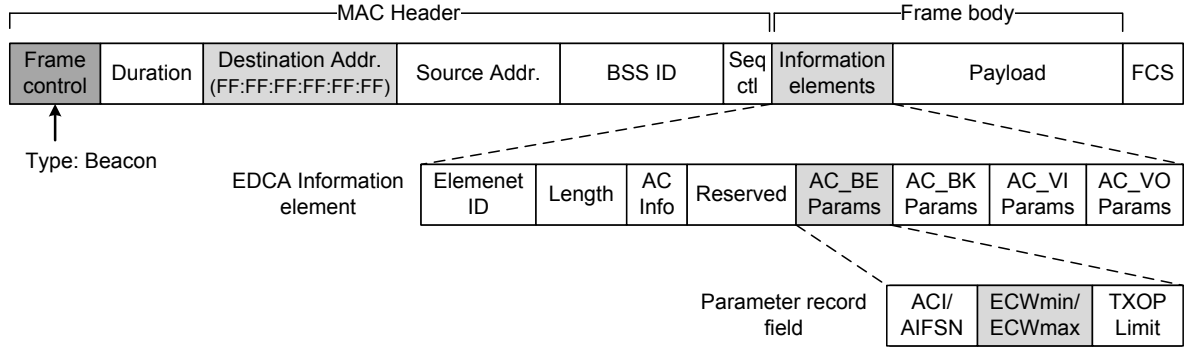 MAC Header
Frame body
Frame
control
Duration
Destination Addr.
(FF:FF:FF:FF:FF:FF)
Source Addr.
BSS ID
Seq
ctl
Information
elements
Payload
FCS
Type: Beacon
EDCA Information
element
Elemenet
ID
Length
AC
Info
Reserved
AC_BE
Params
AC_BK
Params
AC_VI
Params
AC_VO
Params
Parameter record
field
ACI/
AIFSN
ECWmin/
ECWmax
TXOP
Limit